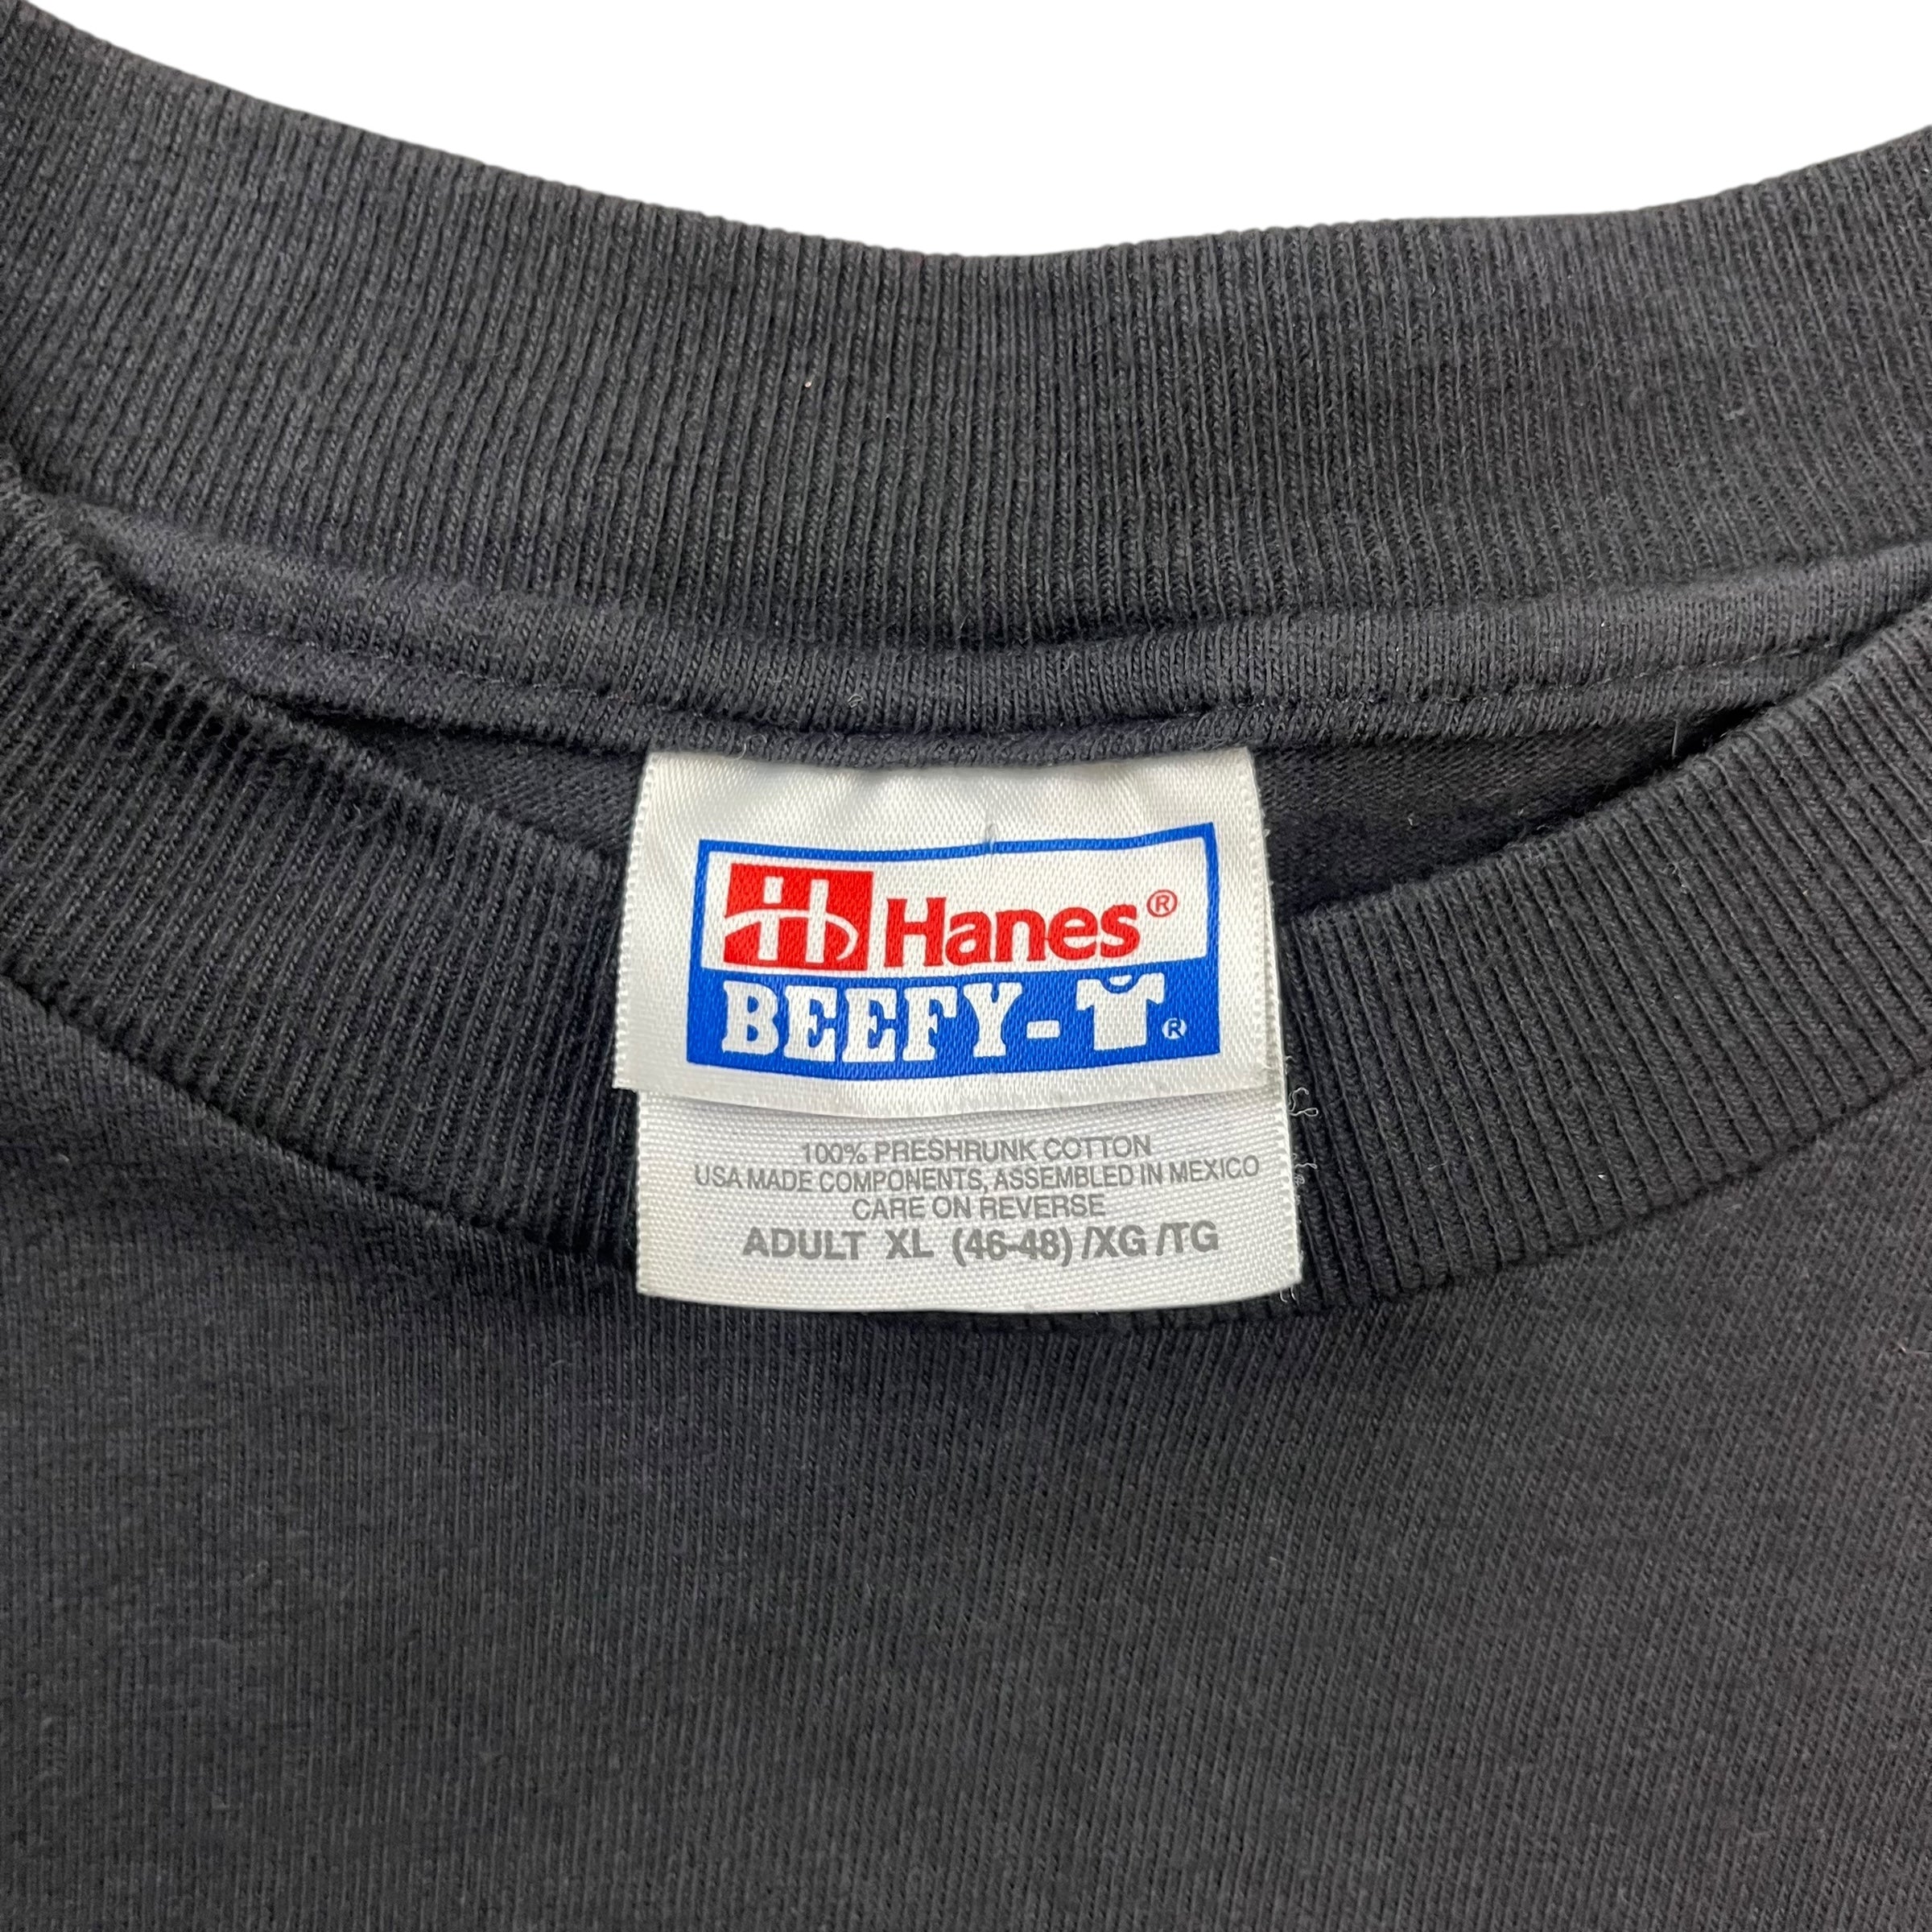 H Hanes®
BEEFY-T®
100% PRESHRUNK COTTON
USA MADE COMPONENTS, ASSEMBLED IN MEXICO
CARE ON REVERSE
ADULT XL (46-48) /XG /TG